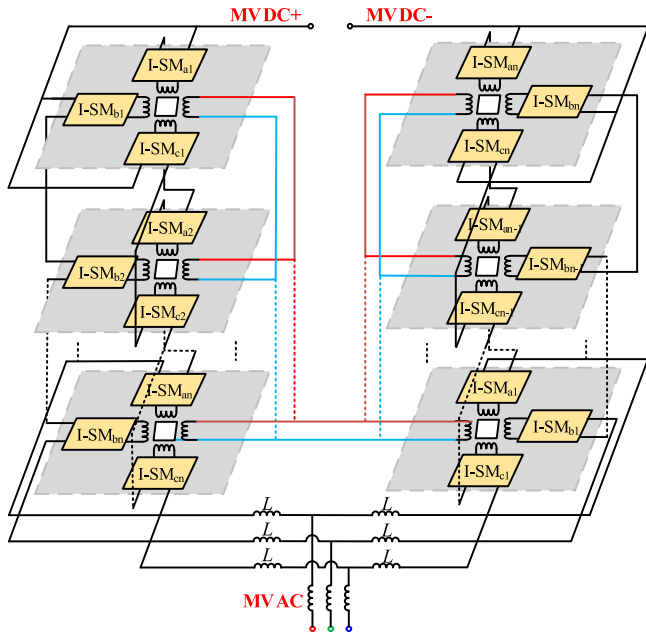 MVDC+ MVDC-
I-SMa1 I-SMan
I-SMb1 I-SMbn
I-SMc1 I-SMcn
I-SMa2 I-SMan-1
I-SMb2 I-SMbn-1
I-SMc2 I-SMcn-1
I-SMan I-SMa1
I-SMbn I-SMb1
I-SMcn I-SMc1
L L
L L
L L
MVAC